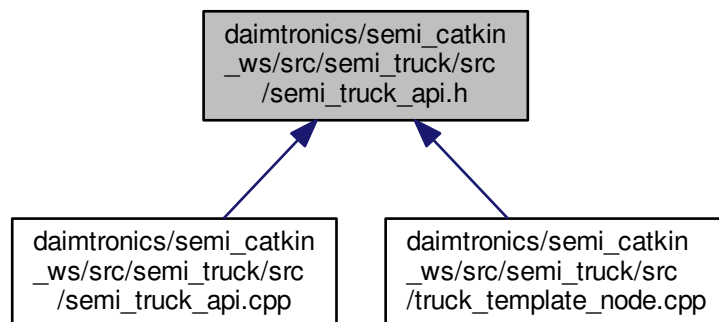 daimtronics/semi_catkin
_ws/src/semi_truck/src
/semi_truck_api.h
daimtronics/semi_catkin
_ws/src/semi_truck/src
/semi_truck_api.cpp
daimtronics/semi_catkin
_ws/src/semi_truck/src
/truck_template_node.cpp